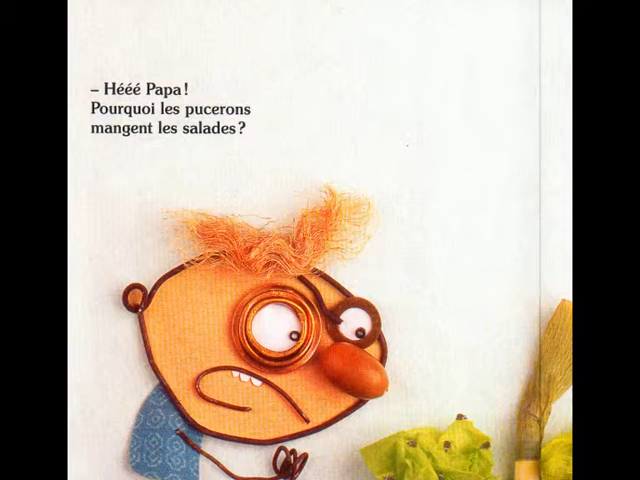 – Hééé Papa !
Pourquoi les pucerons
mangent les salades ?